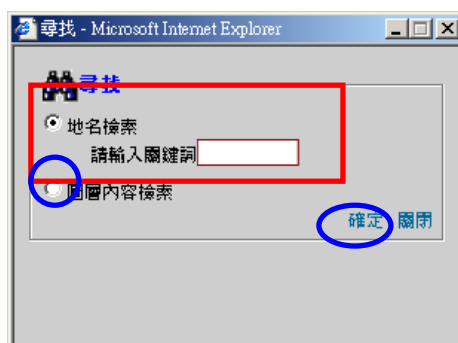 尋找 - Microsoft Internet Explorer
尋找
地名檢索
請輸入關鍵詞
圖層內容檢索
確定 關閉